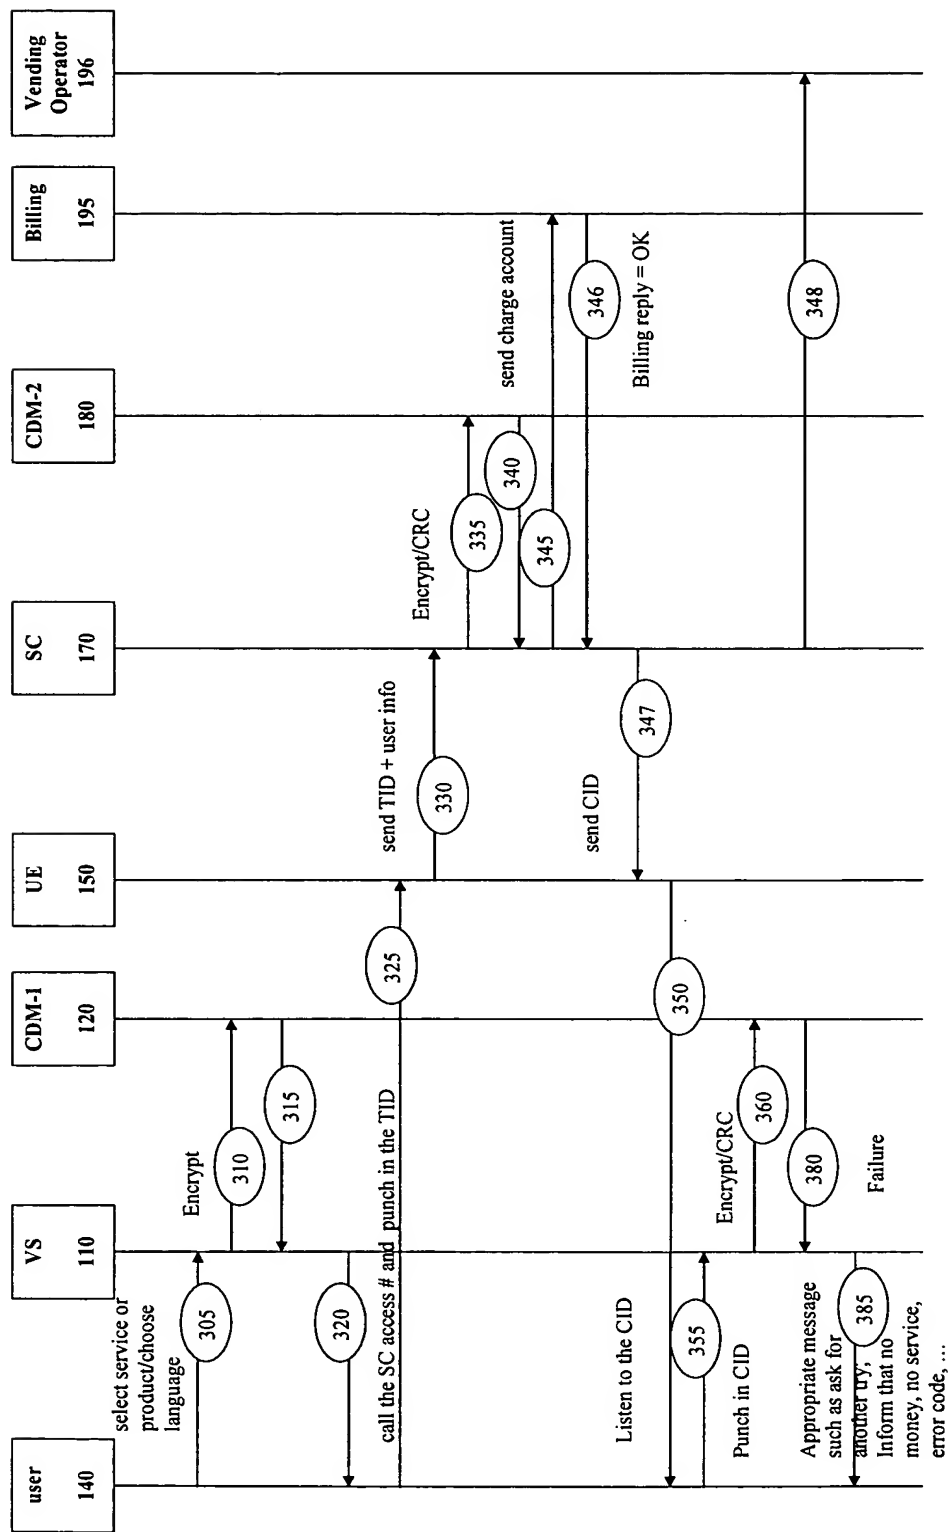 user
140
VS
110
CDM-1
120
UE
150
SC
170
CDM-2
180
Billing
195
Vending
Operator
196
select service or
product/choose
language
305
Encrypt
310
315
320
call the SC access # and punch in the TID
325
send TID + user info
330
Encrypt/CRC
335
340
send charge account
345
346
Billing reply = OK
send CID
347
Listen to the CID
350
355
Punch in CID
Encrypt/CRC
360
348
380
Failure
Appropriate message
such as ask for
another try;
Inform that no
money, no service,
error code, …
385